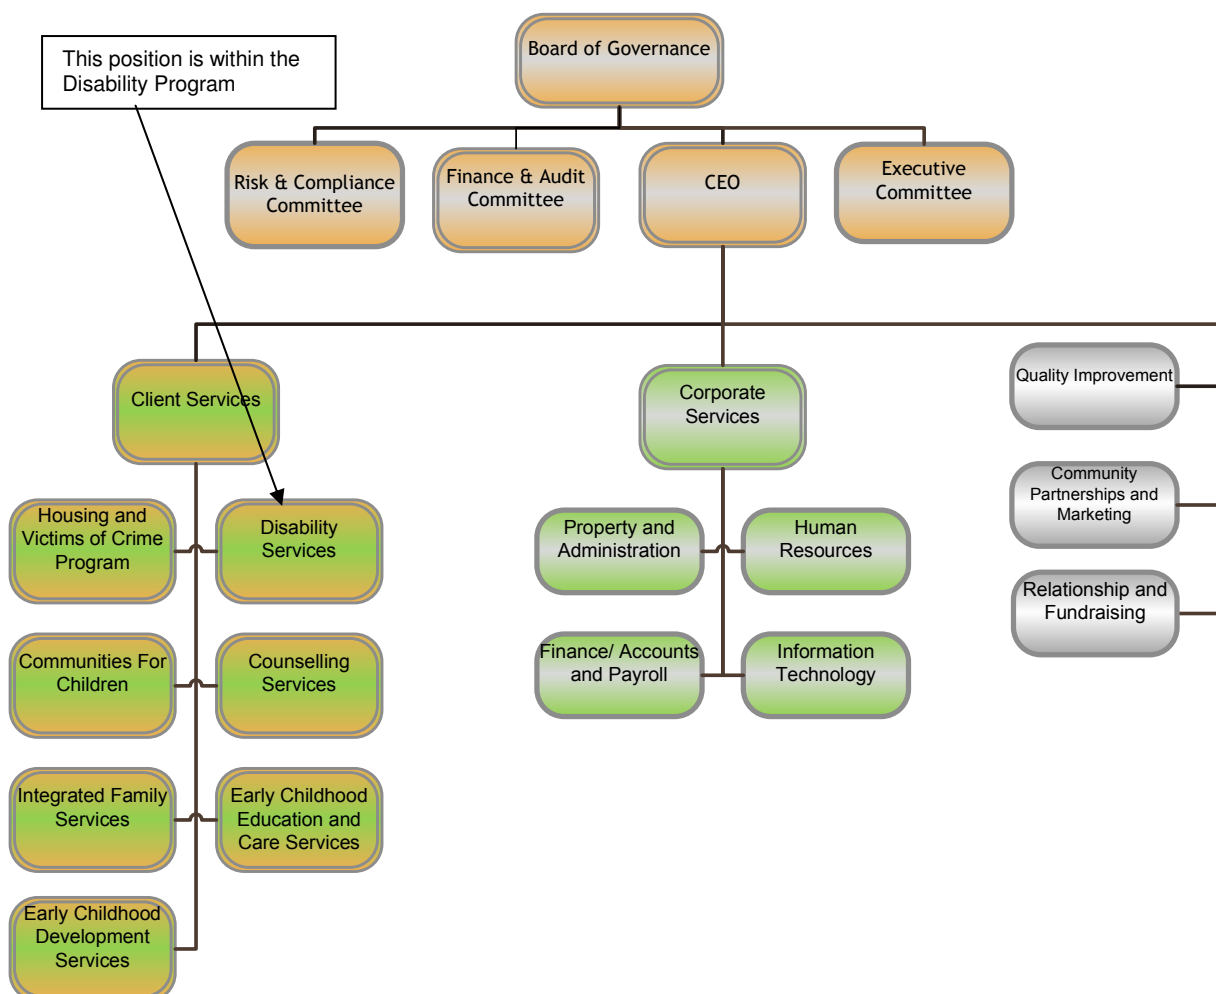 This position is within the
Disability Program
Board of Governance
Risk & Compliance
Committee
Finance & Audit
Committee
CEO
Executive
Committee
Client Services
Corporate
Services
Quality Improvement
Community
Partnerships and
Marketing
Relationship and
Fundraising
Housing and
Victims of Crime
Program
Disability
Services
Property and
Administration
Human
Resources
Communities For
Children
Counselling
Services
Finance/ Accounts
and Payroll
Information
Technology
Integrated Family
Services
Early Childhood
Education and
Care Services
Early Childhood
Development
Services